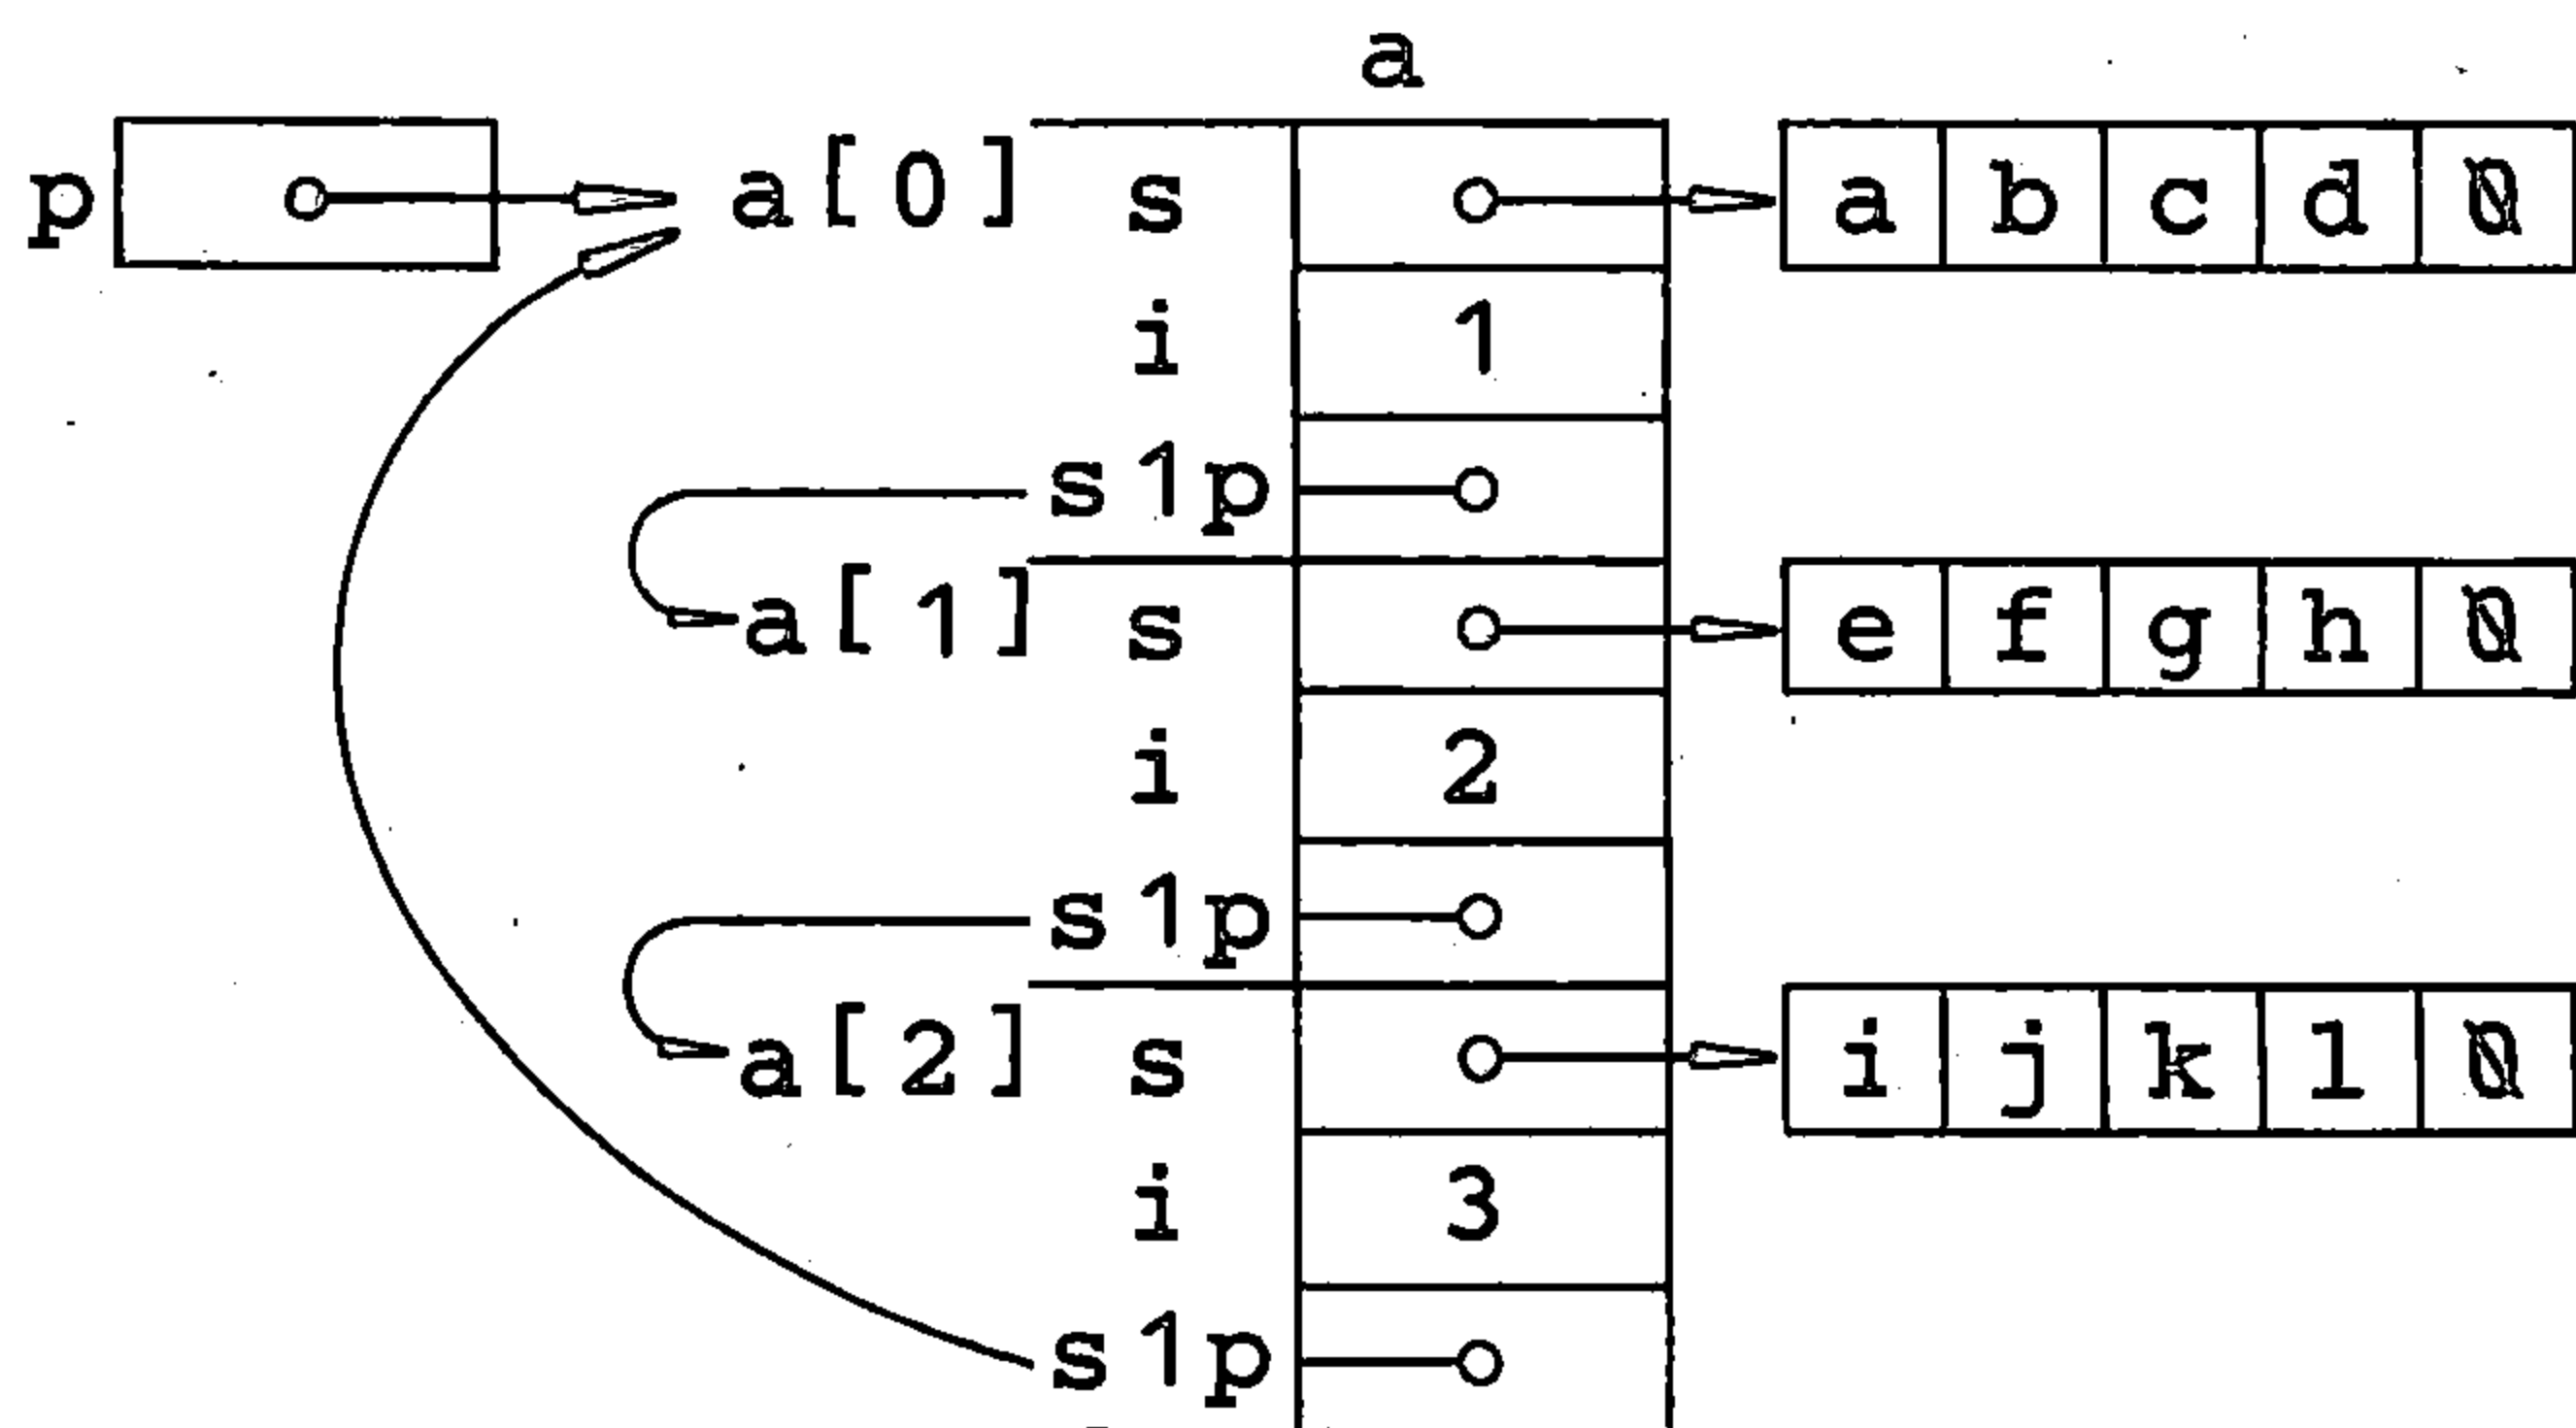 a
p a[0] s a b c d 0
i 1
s1p
a[1] s e f g h 0
i 2
s1p
a[2] s i j k l 0
i 3
s1p